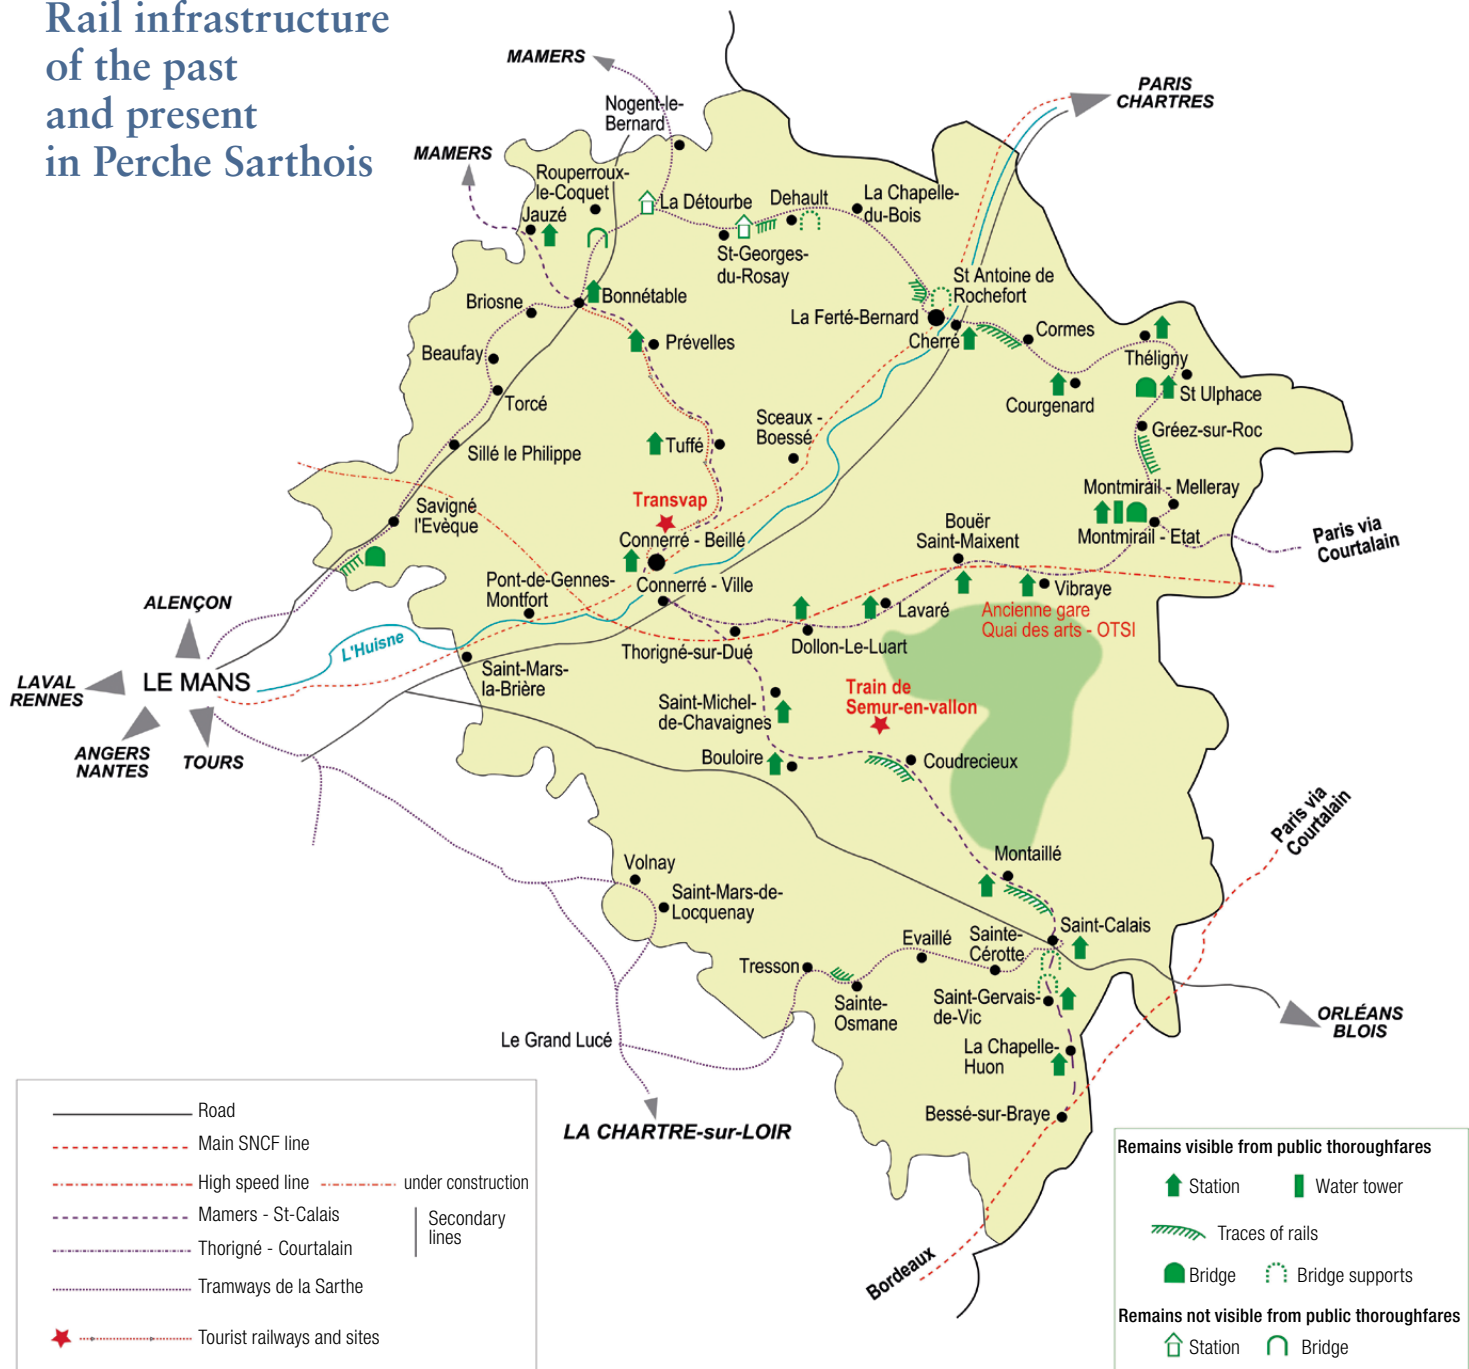 Rail infrastructure
of the past
and present
in Perche Sarthois
MAMERS
PARIS
CHARTRES
Nogent-le-
Bernard
MAMERS
Rouperroux-
le-Coquet
La Détourbe
Dehault
La Chapelle-
du-Bois
Jauzé
St-Georges-
du-Rosay
St Antoine de
Rochefort
Briosne
Bonnétable
La Ferté-Bernard
Cherré
Cormes
Prévelles
Beaufay
Théligny
St Ulphace
Torcé
Courgenard
Sceaux -
Boessé
Gréez-sur-Roc
Sillé le Philippe
Tuffé
Montmirail - Melleray
Savigné
l'Evèque
Transvap
Bouër
Saint-Maixent
Montmirail - Etat
Paris via
Courtalain
Connerré - Beillé
Pont-de-Gennes-
Montfort
Connerré - Ville
Vibraye
ALENÇON
Lavaré
Ancienne gare
Quai des arts - OTSI
L'Huisne
Thorigné-sur-Dué
Dollon-Le-Luart
LAVAL
RENNES
LE MANS
Saint-Mars-
la-Brière
Train de
Semur-en-vallon
Saint-Michel-
de-Chavaignes
ANGERS
NANTES
TOURS
Bouloire
Coudrecieux
Paris via
Courtalain
Volnay
Montaillé
Saint-Mars-de-
Locquenay
Saint-Calais
Evaillé
Sainte-
Cérotte
Tresson
Sainte-
Osmane
Saint-Gervais-
de-Vic
ORLÉANS
BLOIS
Le Grand Lucé
La Chapelle-
Huon
Bessé-sur-Braye
LA CHARTRE-sur-LOIR
Bordeaux
Road
Main SNCF line
High speed line
under construction
Mamers - St-Calais
Secondary
lines
Thorigné - Courtalain
Tramways de la Sarthe
Tourist railways and sites
Remains visible from public thoroughfares
Station
Water tower
Traces of rails
Bridge
Bridge supports
Remains not visible from public thoroughfares
Station
Bridge